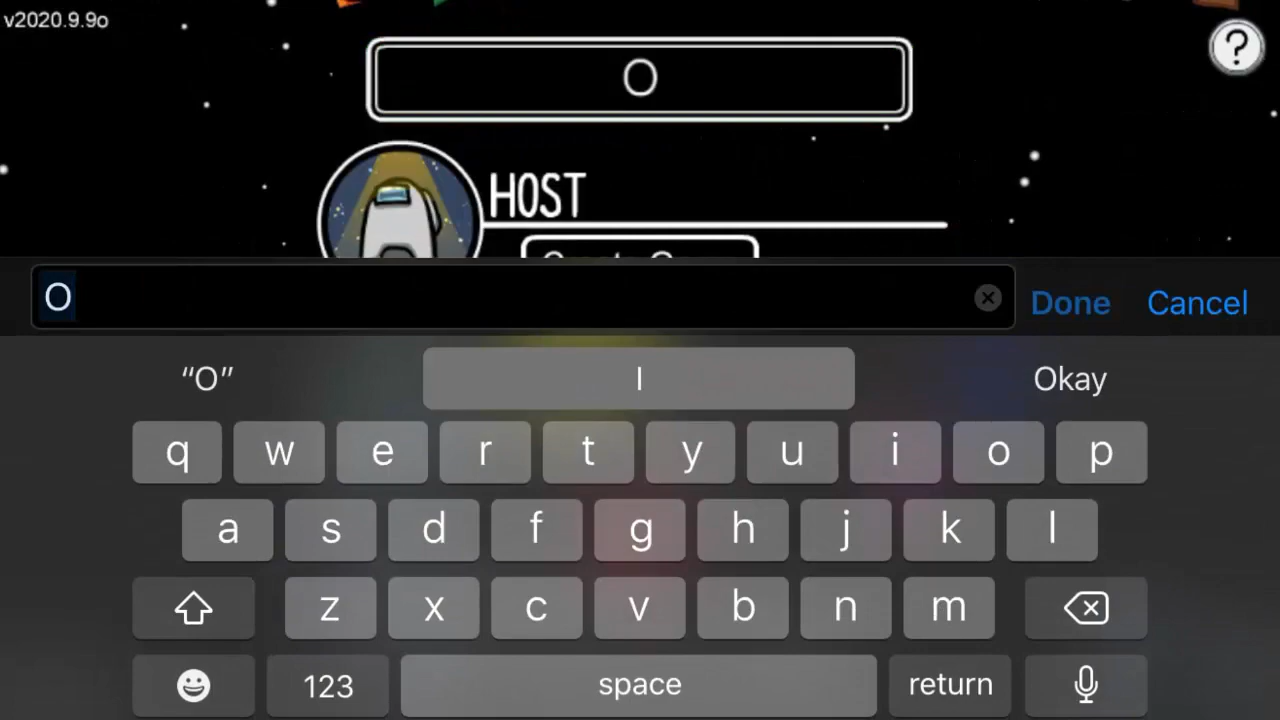 v2020.9.9o
?
O
HOST
O
Done
Cancel
“O”
I
Okay
q w e r t y u i o p
a s d f g h j k l
z x c v b n m
123
space
return